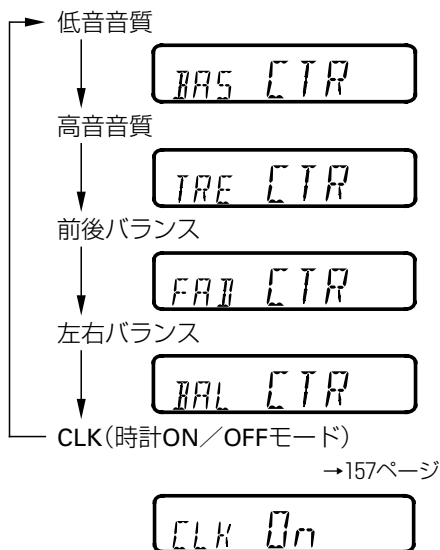 低音音質
BAS CTR
高音音質
TRE CTR
前後バランス
FAD CTR
左右バランス
BAL CTR
CLK(時計ON/OFFモード)
→157ページ
CLK On